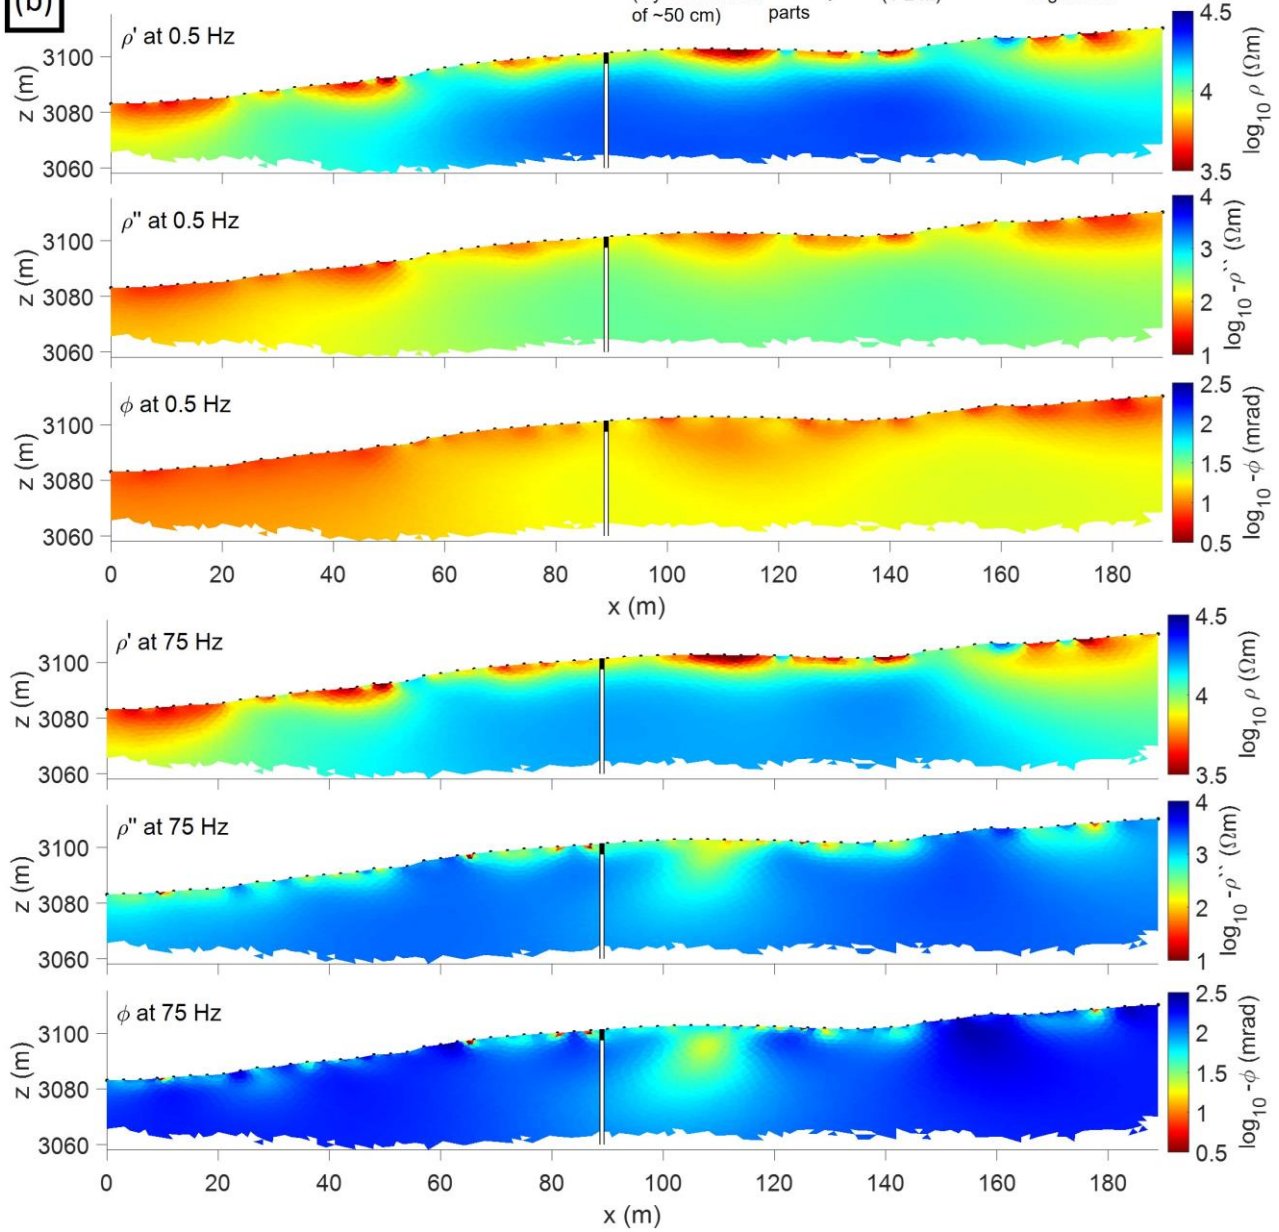 (b)
of ~50 cm)
parts
ρ' at 0.5 Hz
3100
3080
3060
z (m)
4.5
4
3.5
log10 ρ (Ωm)
ρ" at 0.5 Hz
3100
3080
3060
z (m)
4
3
2
1
log10 -ρ`` (Ωm)
ϕ at 0.5 Hz
3100
3080
3060
z (m)
2.5
2
1.5
1
0.5
log10 -ϕ (mrad)
0 20 40 60 80 100 120 140 160 180
x (m)
ρ' at 75 Hz
3100
3080
3060
z (m)
4.5
4
3.5
log10 ρ (Ωm)
ρ" at 75 Hz
3100
3080
3060
z (m)
4
3
2
1
log10 -ρ`` (Ωm)
ϕ at 75 Hz
3100
3080
3060
z (m)
2.5
2
1.5
1
0.5
log10 -ϕ (mrad)
0 20 40 60 80 100 120 140 160 180
x (m)